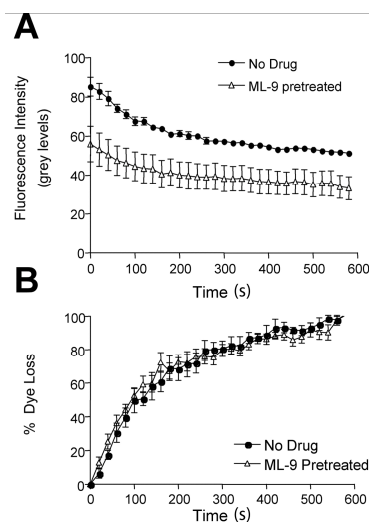 A
Fluorescence Intensity
(grey levels)
100
80
60
40
20
0
No Drug
ML-9 pretreated
0 100 200 300 400 500 600
Time (s)
B
% Dye Loss
100
80
60
40
20
0
No Drug
ML-9 Pretreated
0 100 200 300 400 500 600
Time (s)